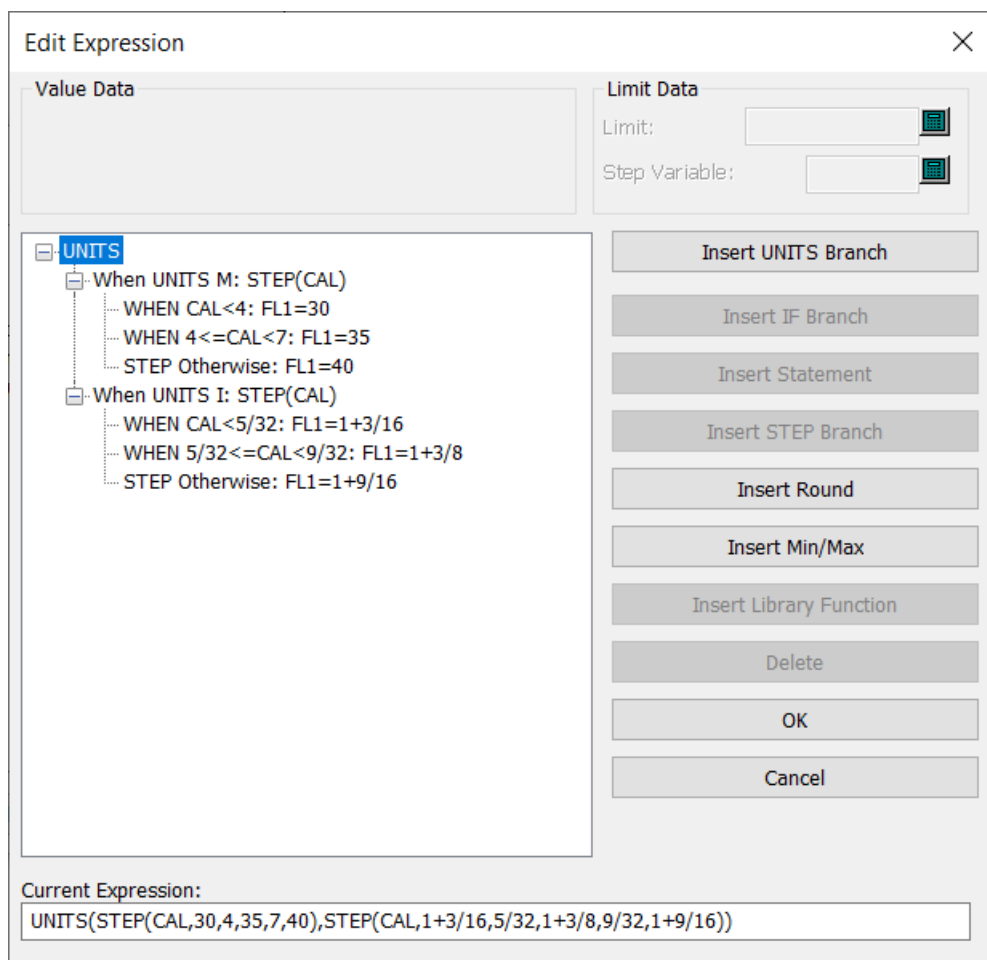 Edit Expression
Value Data
Limit Data
Limit:
Step Variable:
UNITS
When UNITS M: STEP(CAL)
WHEN CAL<4: FL1=30
WHEN 4<=CAL<7: FL1=35
STEP Otherwise: FL1=40
When UNITS I: STEP(CAL)
WHEN CAL<5/32: FL1=1+3/16
WHEN 5/32<=CAL<9/32: FL1=1+3/8
STEP Otherwise: FL1=1+9/16
Insert UNITS Branch
Insert IF Branch
Insert Statement
Insert STEP Branch
Insert Round
Insert Min/Max
Insert Library Function
Delete
OK
Cancel
Current Expression:
UNITS(STEP(CAL,30,4,35,7,40),STEP(CAL,1+3/16,5/32,1+3/8,9/32,1+9/16))